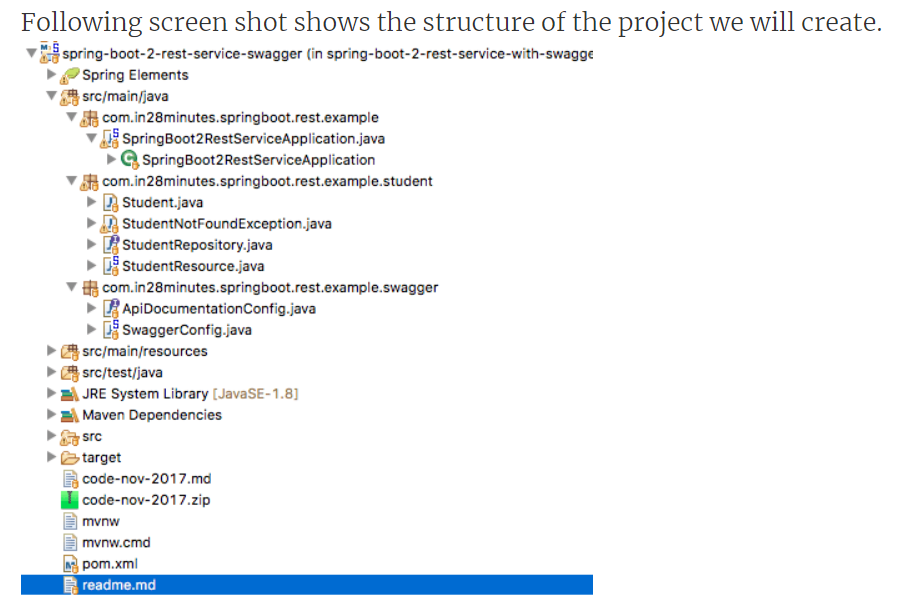 Following screen shot shows the structure of the project we will create.
spring-boot-2-rest-service-swagger (in spring-boot-2-rest-service-with-swagge
Spring Elements
src/main/java
com.in28minutes.springboot.rest.example
SpringBoot2RestServiceApplication.java
SpringBoot2RestServiceApplication
com.in28minutes.springboot.rest.example.student
Student.java
StudentNotFoundException.java
StudentRepository.java
StudentResource.java
com.in28minutes.springboot.rest.example.swagger
ApiDocumentationConfig.java
SwaggerConfig.java
src/main/resources
src/test/java
JRE System Library [JavaSE-1.8]
Maven Dependencies
src
target
code-nov-2017.md
code-nov-2017.zip
mvnw
mvnw.cmd
pom.xml
readme.md